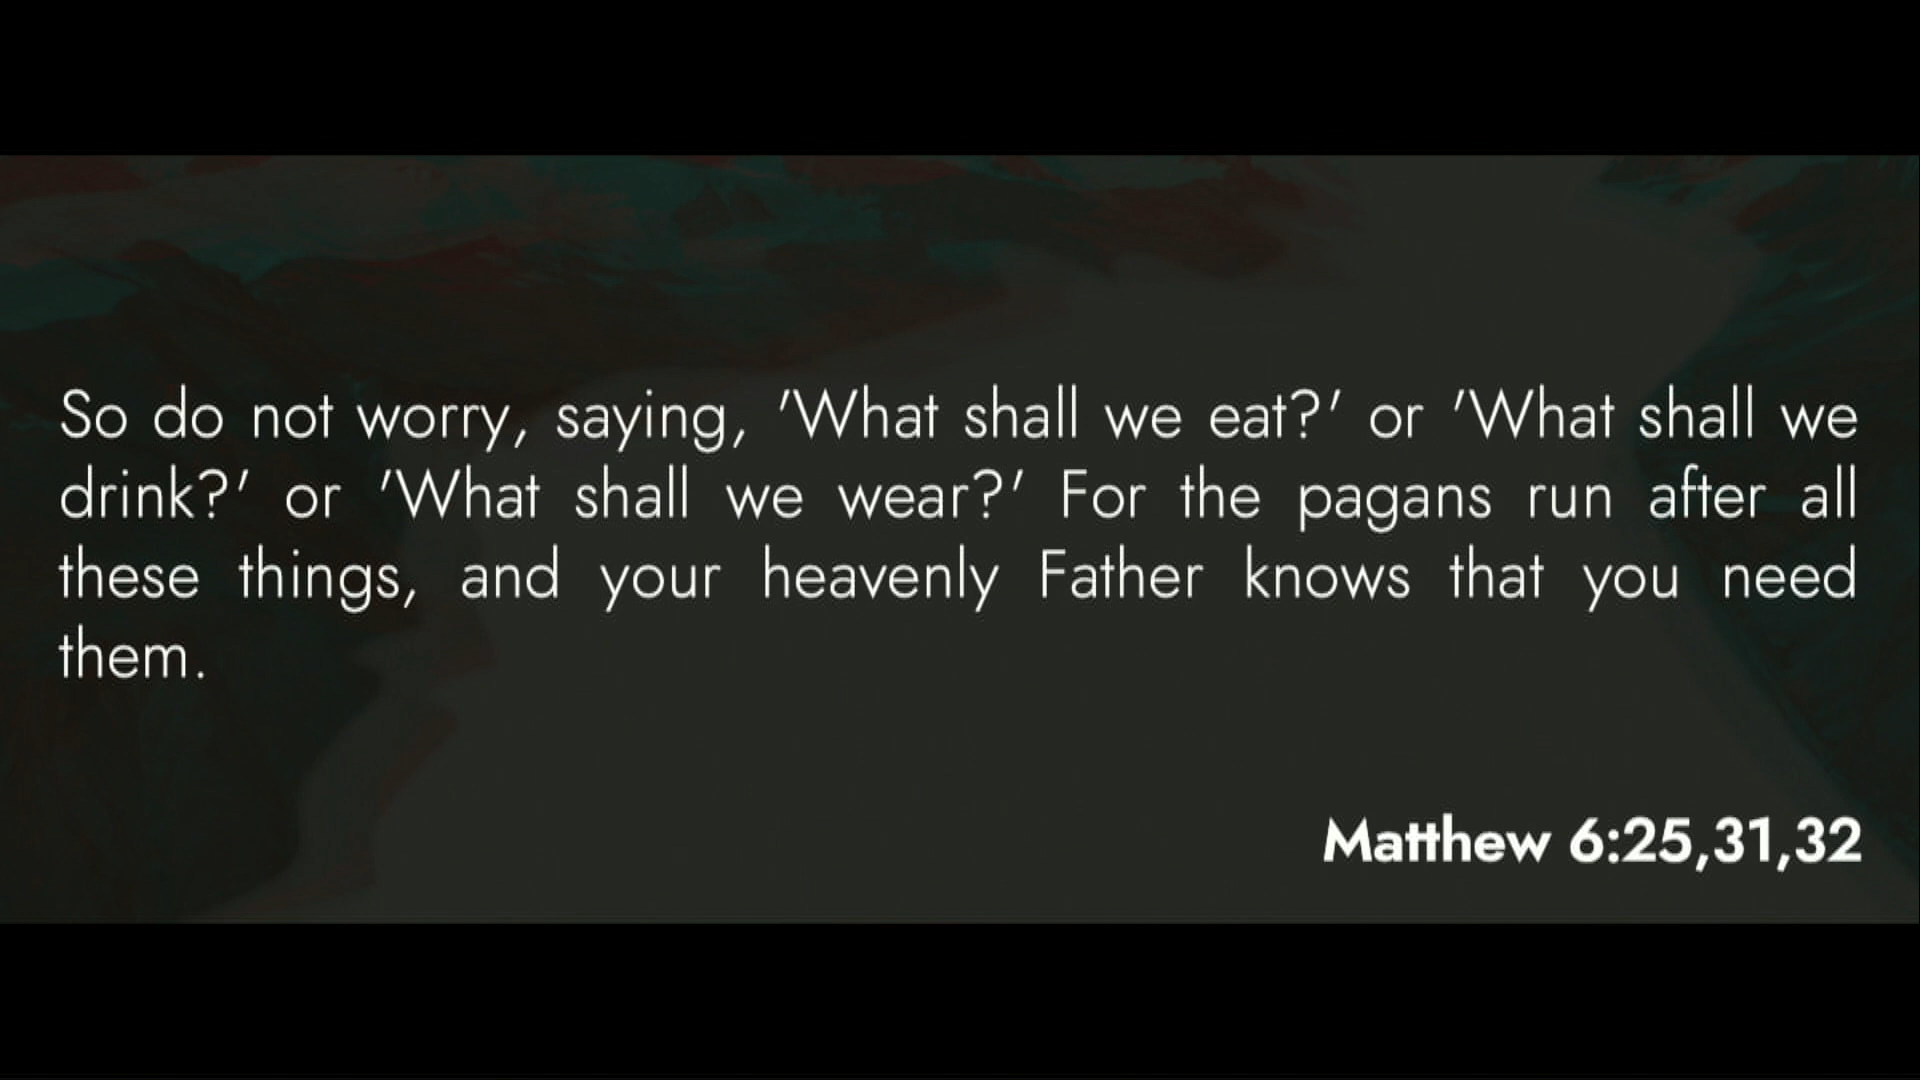 So do not worry, saying, 'What shall we eat?' or 'What shall we
drink?' or 'What shall we wear?' For the pagans run after all
these things, and your heavenly Father knows that you need
them.
Matthew 6:25,31,32